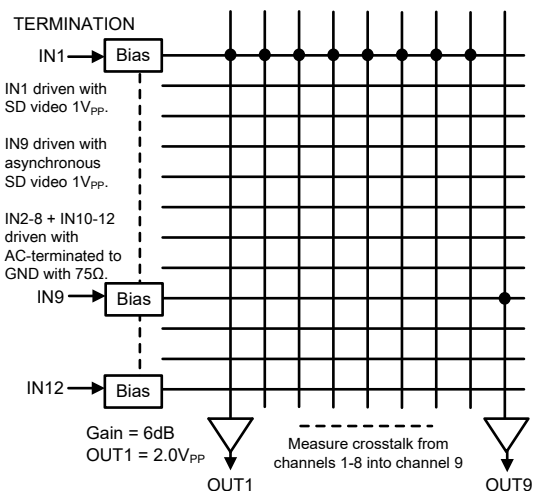 TERMINATION
IN1
Bias
IN1 driven with
SD video 1VPP.
IN9 driven with
asynchronous
SD video 1VPP.
IN2-8 + IN10-12
driven with
AC-terminated to
GND with 75Ω.
IN9
Bias
IN12
Bias
Gain = 6dB
OUT1 = 2.0VPP
Measure crosstalk from
channels 1-8 into channel 9
OUT1
OUT9